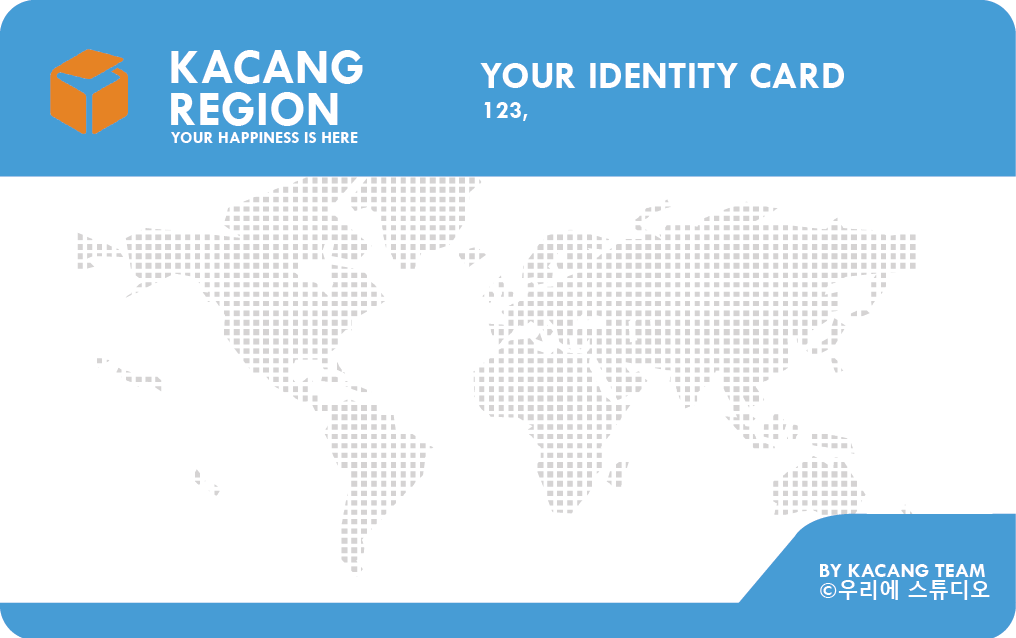 KACANG
REGION
YOUR HAPPINESS IS HERE
YOUR IDENTITY CARD
123,
BY KACANG TEAM
©우리에 스튜디오